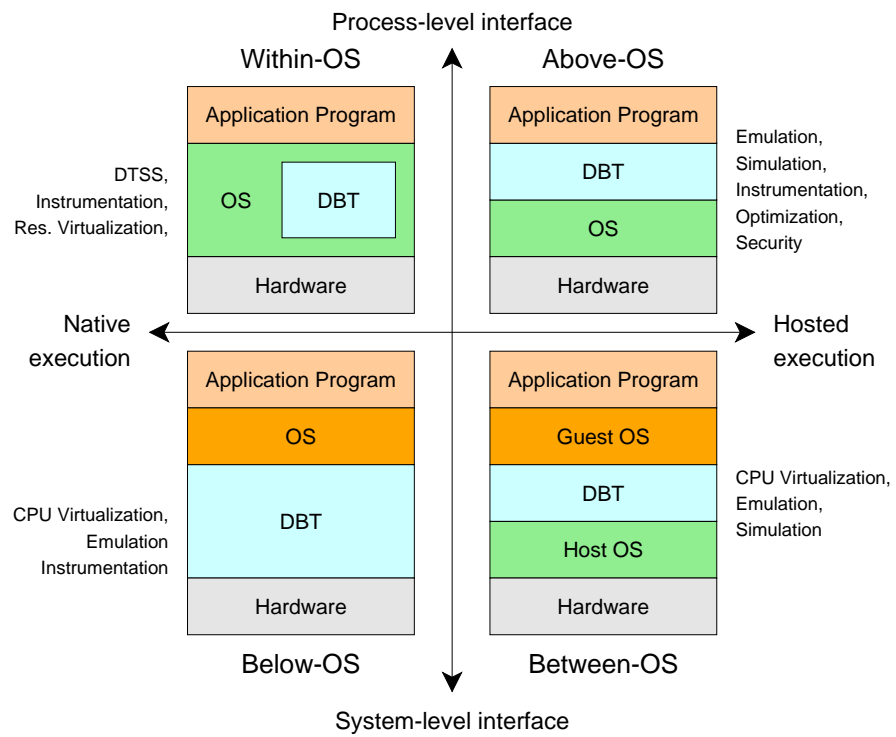 Process-level interface
Within-OS
Above-OS
Application Program
OS
DBT
Hardware
DTSS,
Instrumentation,
Res. Virtualization,
Application Program
DBT
OS
Hardware
Emulation,
Simulation,
Instrumentation,
Optimization,
Security
Native
execution
Hosted
execution
Application Program
OS
DBT
Hardware
CPU Virtualization,
Emulation
Instrumentation
Application Program
Guest OS
DBT
Host OS
Hardware
CPU Virtualization,
Emulation,
Simulation
Below-OS
Between-OS
System-level interface